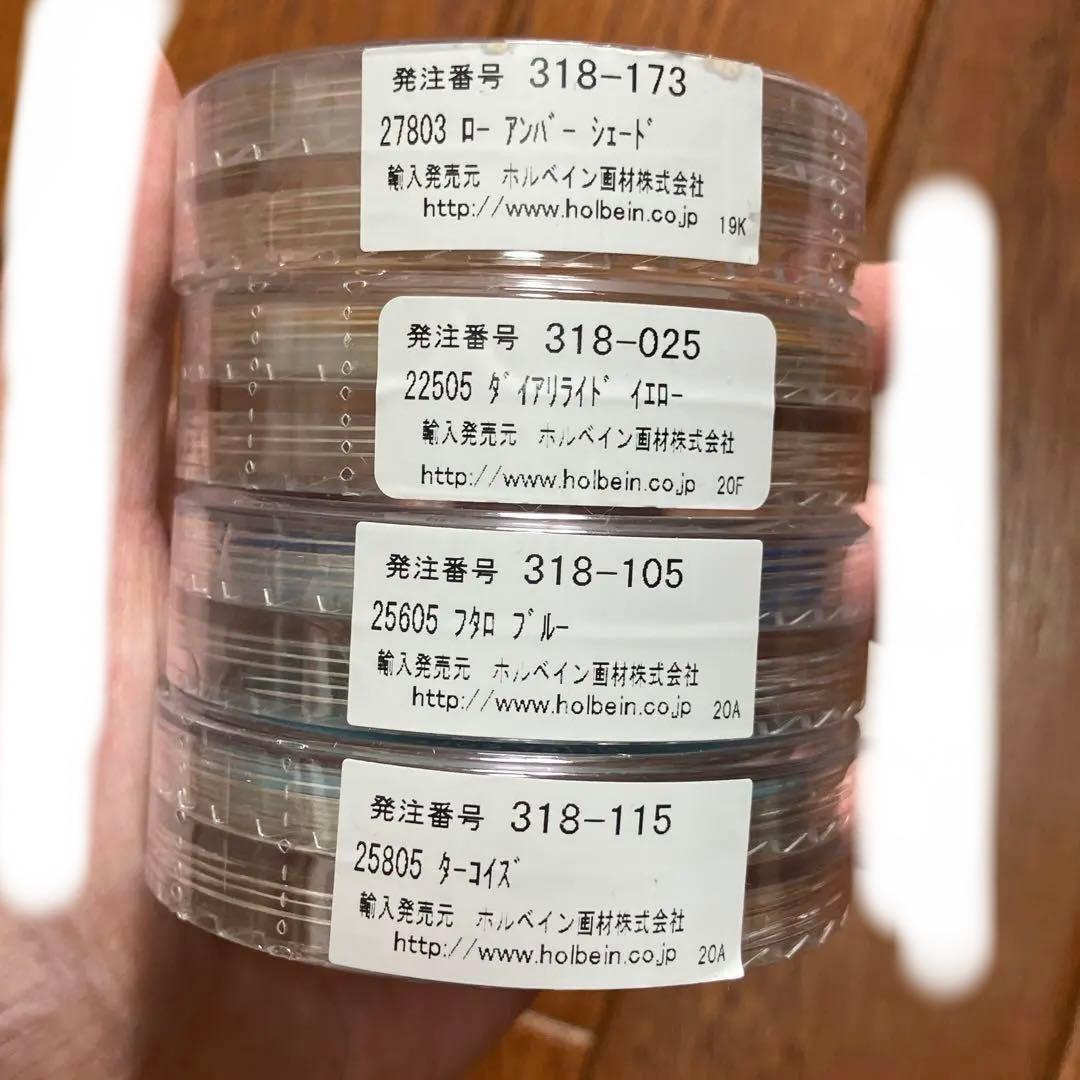 発注番号 318-173
27803 ﾛｰ ｱﾝﾊﾞｰ ｼｪｰﾄﾞ
輸入発売元 ホルベイン画材株式会社
http://www.holbein.co.jp 19K
発注番号 318-025
22505 ﾀﾞｲｱﾘﾗｲﾄﾞ ｲｴﾛｰ
輸入発売元 ホルベイン画材株式会社
http://www.holbein.co.jp 20F
発注番号 318-105
25605 ﾌﾀﾛ ﾌﾞﾙｰ
輸入発売元 ホルベイン画材株式会社
http://www.holbein.co.jp 20A
発注番号 318-115
25805 ﾀｰｺｲｽﾞ
輸入発売元 ホルベイン画材株式会社
http://www.holbein.co.jp 20A